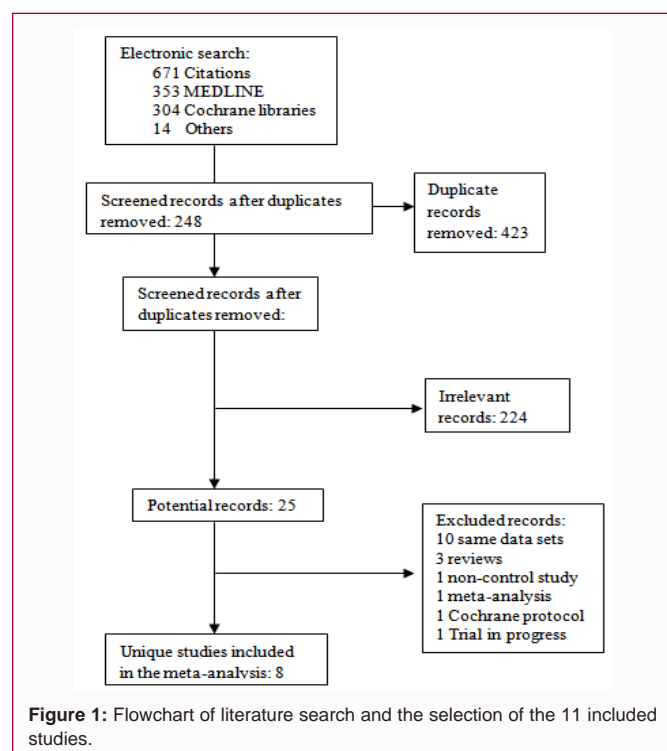 Electronic search:
671 Citations
353 MEDLINE
304 Cochrane libraries
14 Others
Screened records after duplicates
removed: 248
Duplicate
records
removed: 423
Screened records after
duplicates removed:
Irrelevant
records: 224
Potential records: 25
Excluded records:
10 same data sets
3 reviews
1 non-control study
1 meta-analysis
1 Cochrane protocol
1 Trial in progress
Unique studies included
in the meta-analysis: 8
Figure 1: Flowchart of literature search and the selection of the 11 included
studies.